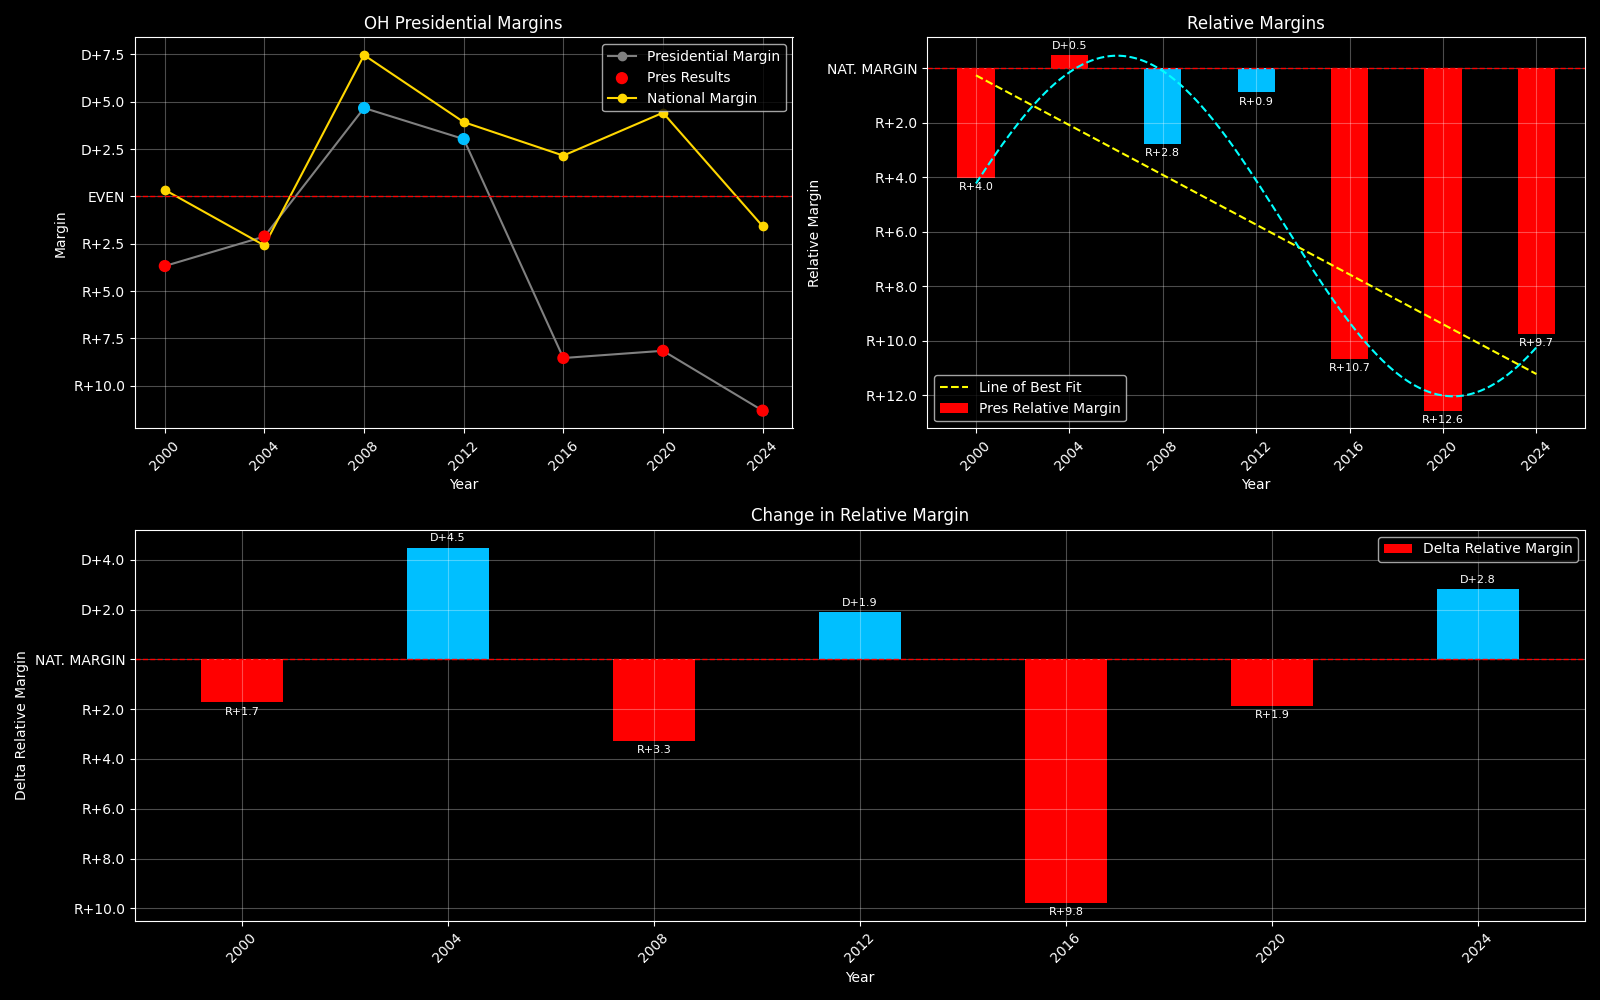 OH Presidential Margins
Margin
D+7.5
D+5.0
D+2.5
EVEN
R+2.5
R+5.0
R+7.5
R+10.0
Presidential Margin
Pres Results
National Margin
2000
2004
2008
2012
2016
2020
2024
Year
Relative Margins
Relative Margin
NAT. MARGIN
R+2.0
R+4.0
R+6.0
R+8.0
R+10.0
R+12.0
R+4.0
D+0.5
R+2.8
R+0.9
R+10.7
R+12.6
R+9.7
Line of Best Fit
Pres Relative Margin
2000
2004
2008
2012
2016
2020
2024
Year
Change in Relative Margin
Delta Relative Margin
D+4.0
D+2.0
NAT. MARGIN
R+2.0
R+4.0
R+6.0
R+8.0
R+10.0
Delta Relative Margin
R+1.7
D+4.5
R+3.3
D+1.9
R+9.8
R+1.9
D+2.8
2000
2004
2008
2012
2016
2020
2024
Year